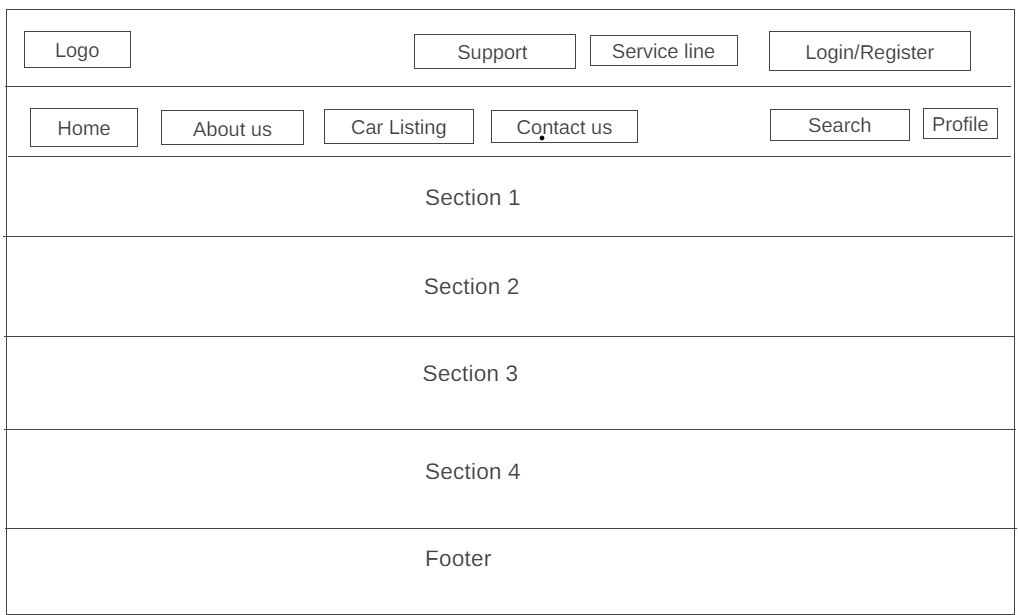 Logo
Support
Service line
Login/Register
Home
About us
Car Listing
Contact us
Search
Profile
Section 1
Section 2
Section 3
Section 4
Footer